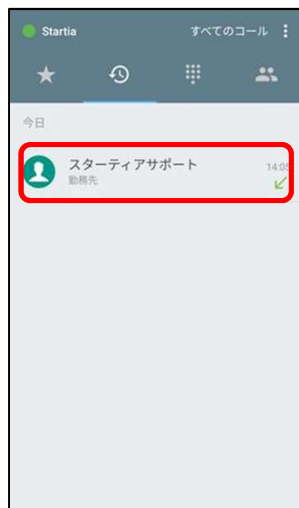 Startia
すべてのコール
今日
スターティアサポート
14:05
勤務先